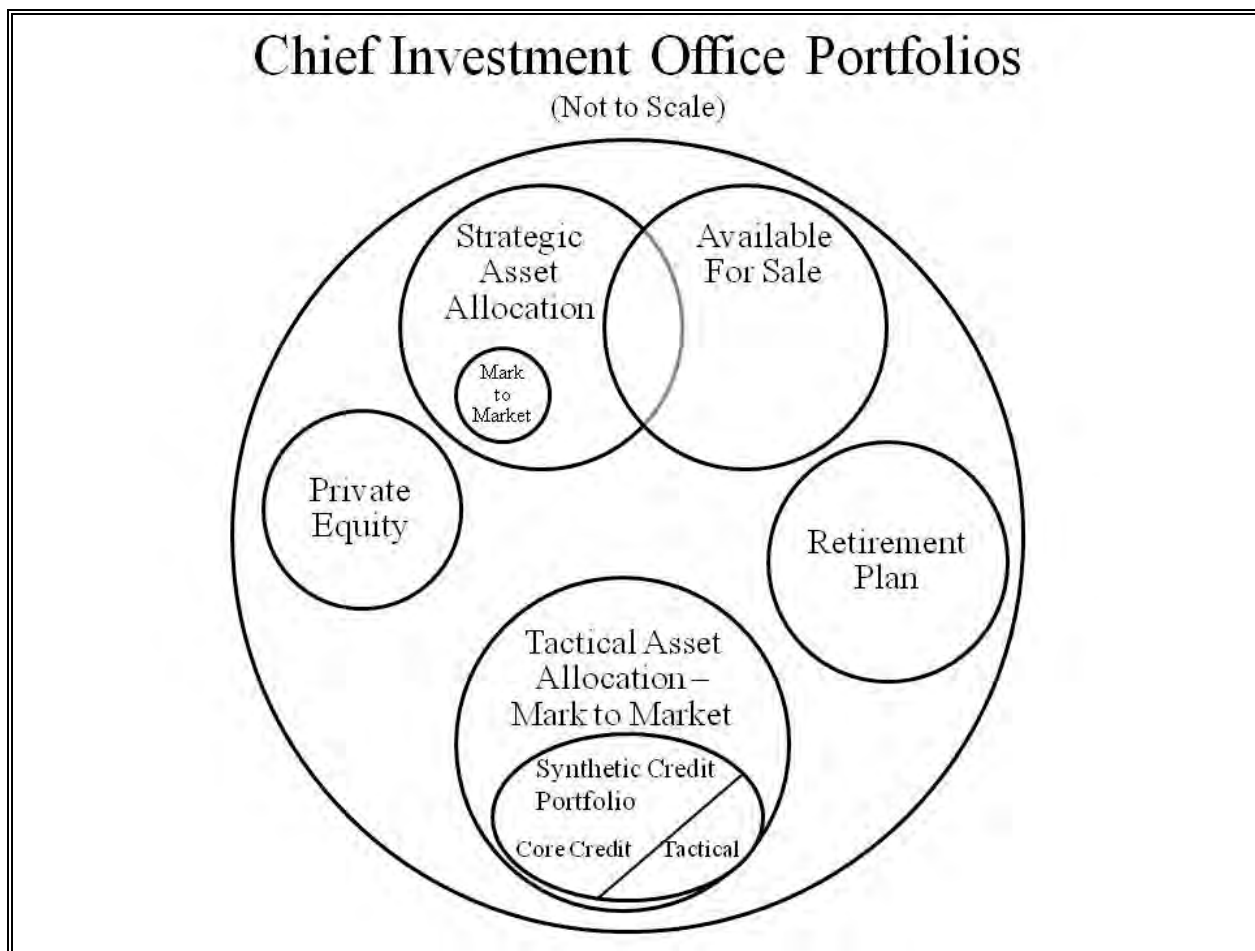 Chief Investment Office Portfolios
(Not to Scale)
Strategic
Asset
Allocation
Available
For Sale
Mark
to
Market
Private
Equity
Retirement
Plan
Tactical Asset
Allocation –
Mark to Market
Synthetic Credit
Portfolio
Core Credit
Tactical